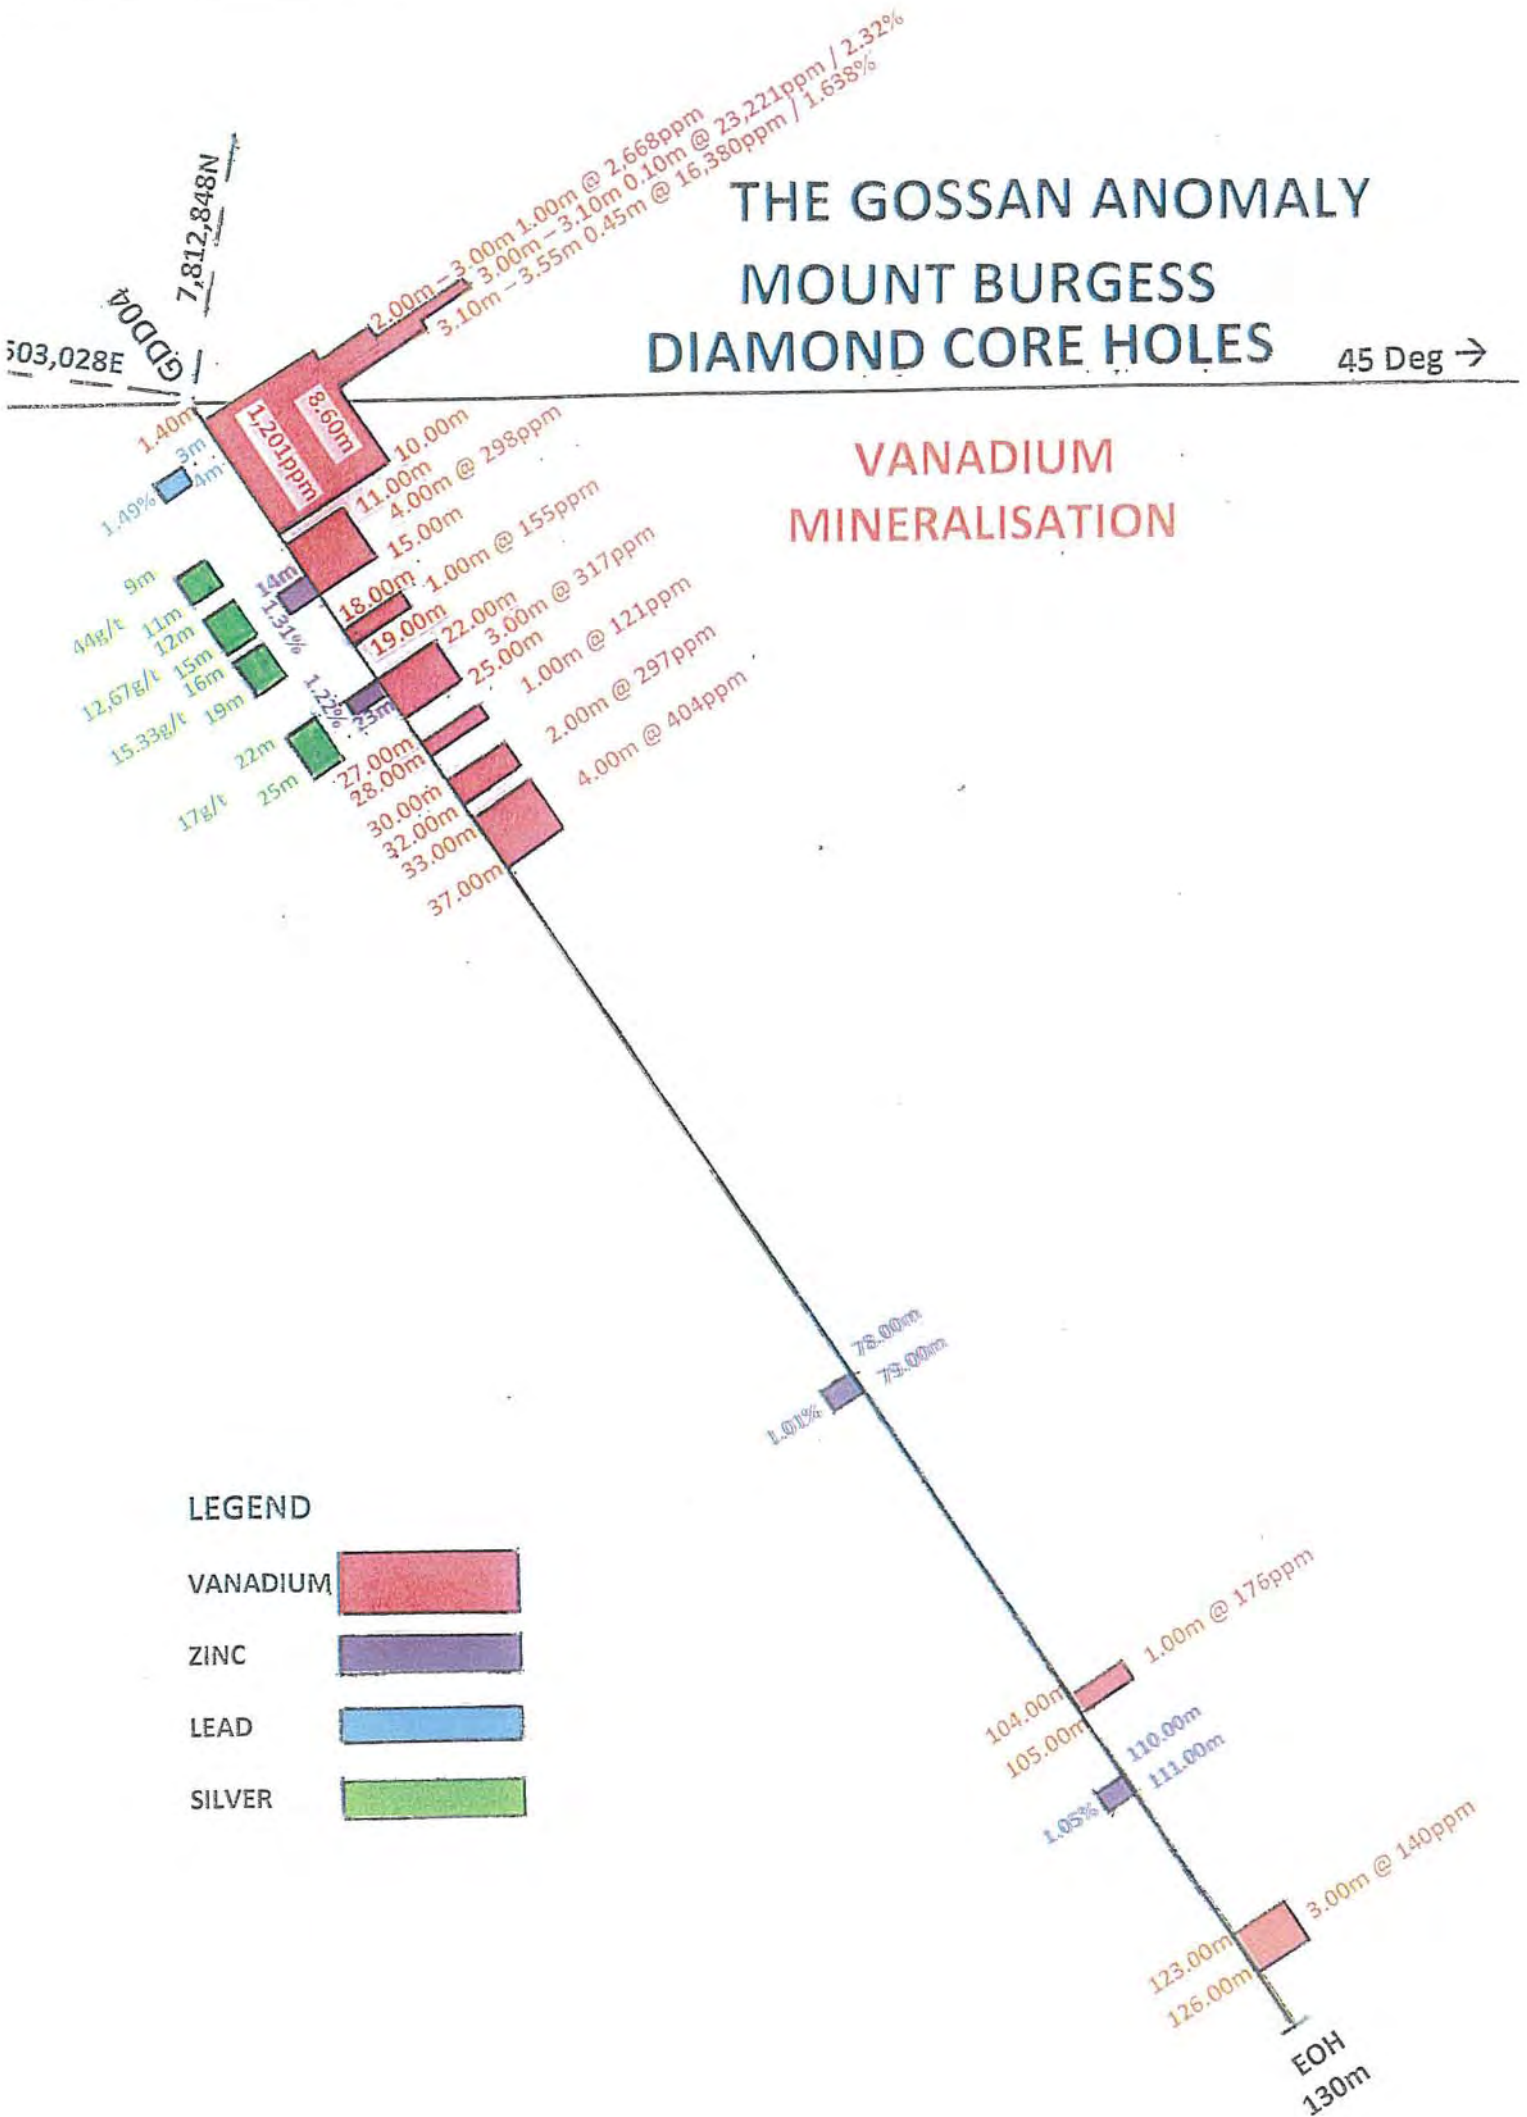 2.00m – 3.00m 1.00m @ 2,668ppm
3.00m – 3.10m 0.10m @ 23,221ppm / 2.32%
3.10m – 3.55m 0.45m @ 16,380ppm / 1.638%
THE GOSSAN ANOMALY
MOUNT BURGESS
DIAMOND CORE HOLES
45 Deg →
7,812,848N
GDD04
503,028E
VANADIUM
MINERALISATION
1.40m
8.60m
1,201ppm
10.00m
3m
4m
1.49%
11.00m
4.00m @ 298ppm
15.00m
14m
1.31%
9m
44g/t
11m
12m
12,67g/t
15m
16m
15.33g/t
19m
18.00m
1.00m @ 155ppm
19.00m
22.00m
3.00m @ 317ppm
25.00m
1.22%
23m
22m
17g/t
25m
1.00m @ 121ppm
27.00m
28.00m
2.00m @ 297ppm
30.00m
32.00m
4.00m @ 404ppm
33.00m
37.00m
78.00m
79.00m
1.01%
LEGEND
VANADIUM
ZINC
LEAD
SILVER
1.00m @ 176ppm
104.00m
105.00m
110.00m
111.00m
1.05%
3.00m @ 140ppm
123.00m
126.00m
EOH
130m